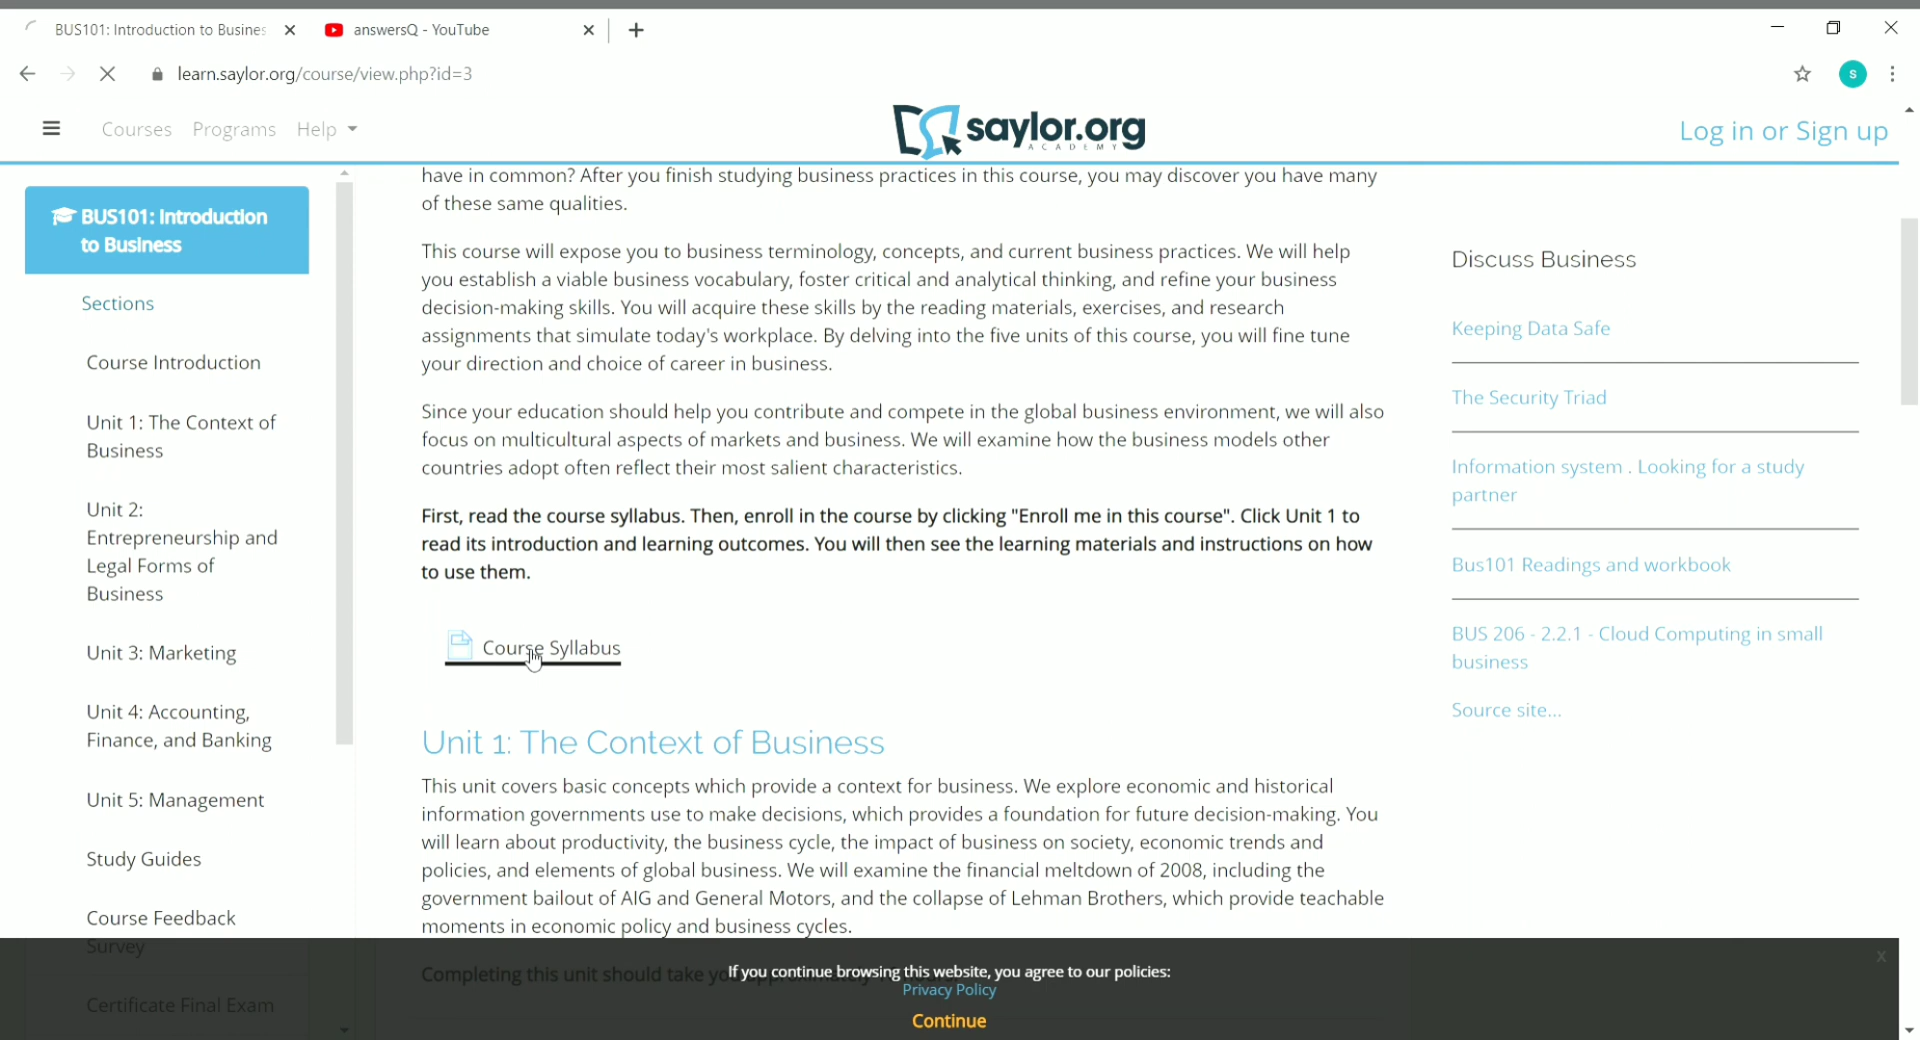 BUS101: Introduction to Busines
answersQ - YouTube
learn.saylor.org/course/view.php?id=3
S
Courses
Programs
Help
saylor.org
ACADEMY
Log in or Sign up
BUS101: Introduction
to Business
Sections
Course Introduction
Unit 1: The Context of
Business
Unit 2:
Entrepreneurship and
Legal Forms of
Business
Unit 3: Marketing
Unit 4: Accounting,
Finance, and Banking
Unit 5: Management
Study Guides
Course Feedback
Survey
Certificate Final Exam
have in common? After you finish studying business practices in this course, you may discover you have many
of these same qualities.
This course will expose you to business terminology, concepts, and current business practices. We will help
you establish a viable business vocabulary, foster critical and analytical thinking, and refine your business
decision-making skills. You will acquire these skills by the reading materials, exercises, and research
assignments that simulate today's workplace. By delving into the five units of this course, you will fine tune
your direction and choice of career in business.
Since your education should help you contribute and compete in the global business environment, we will also
focus on multicultural aspects of markets and business. We will examine how the business models other
countries adopt often reflect their most salient characteristics.
First, read the course syllabus. Then, enroll in the course by clicking "Enroll me in this course". Click Unit 1 to
read its introduction and learning outcomes. You will then see the learning materials and instructions on how
to use them.
Course Syllabus
Unit 1: The Context of Business
This unit covers basic concepts which provide a context for business. We explore economic and historical
information governments use to make decisions, which provides a foundation for future decision-making. You
will learn about productivity, the business cycle, the impact of business on society, economic trends and
policies, and elements of global business. We will examine the financial meltdown of 2008, including the
government bailout of AIG and General Motors, and the collapse of Lehman Brothers, which provide teachable
moments in economic policy and business cycles.
Completing this unit should take
Discuss Business
Keeping Data Safe
The Security Triad
Information system . Looking for a study
partner
Bus101 Readings and workbook
BUS 206 - 2.2.1 - Cloud Computing in small
business
Source site...
If you continue browsing this website, you agree to our policies:
Privacy Policy
Continue
x